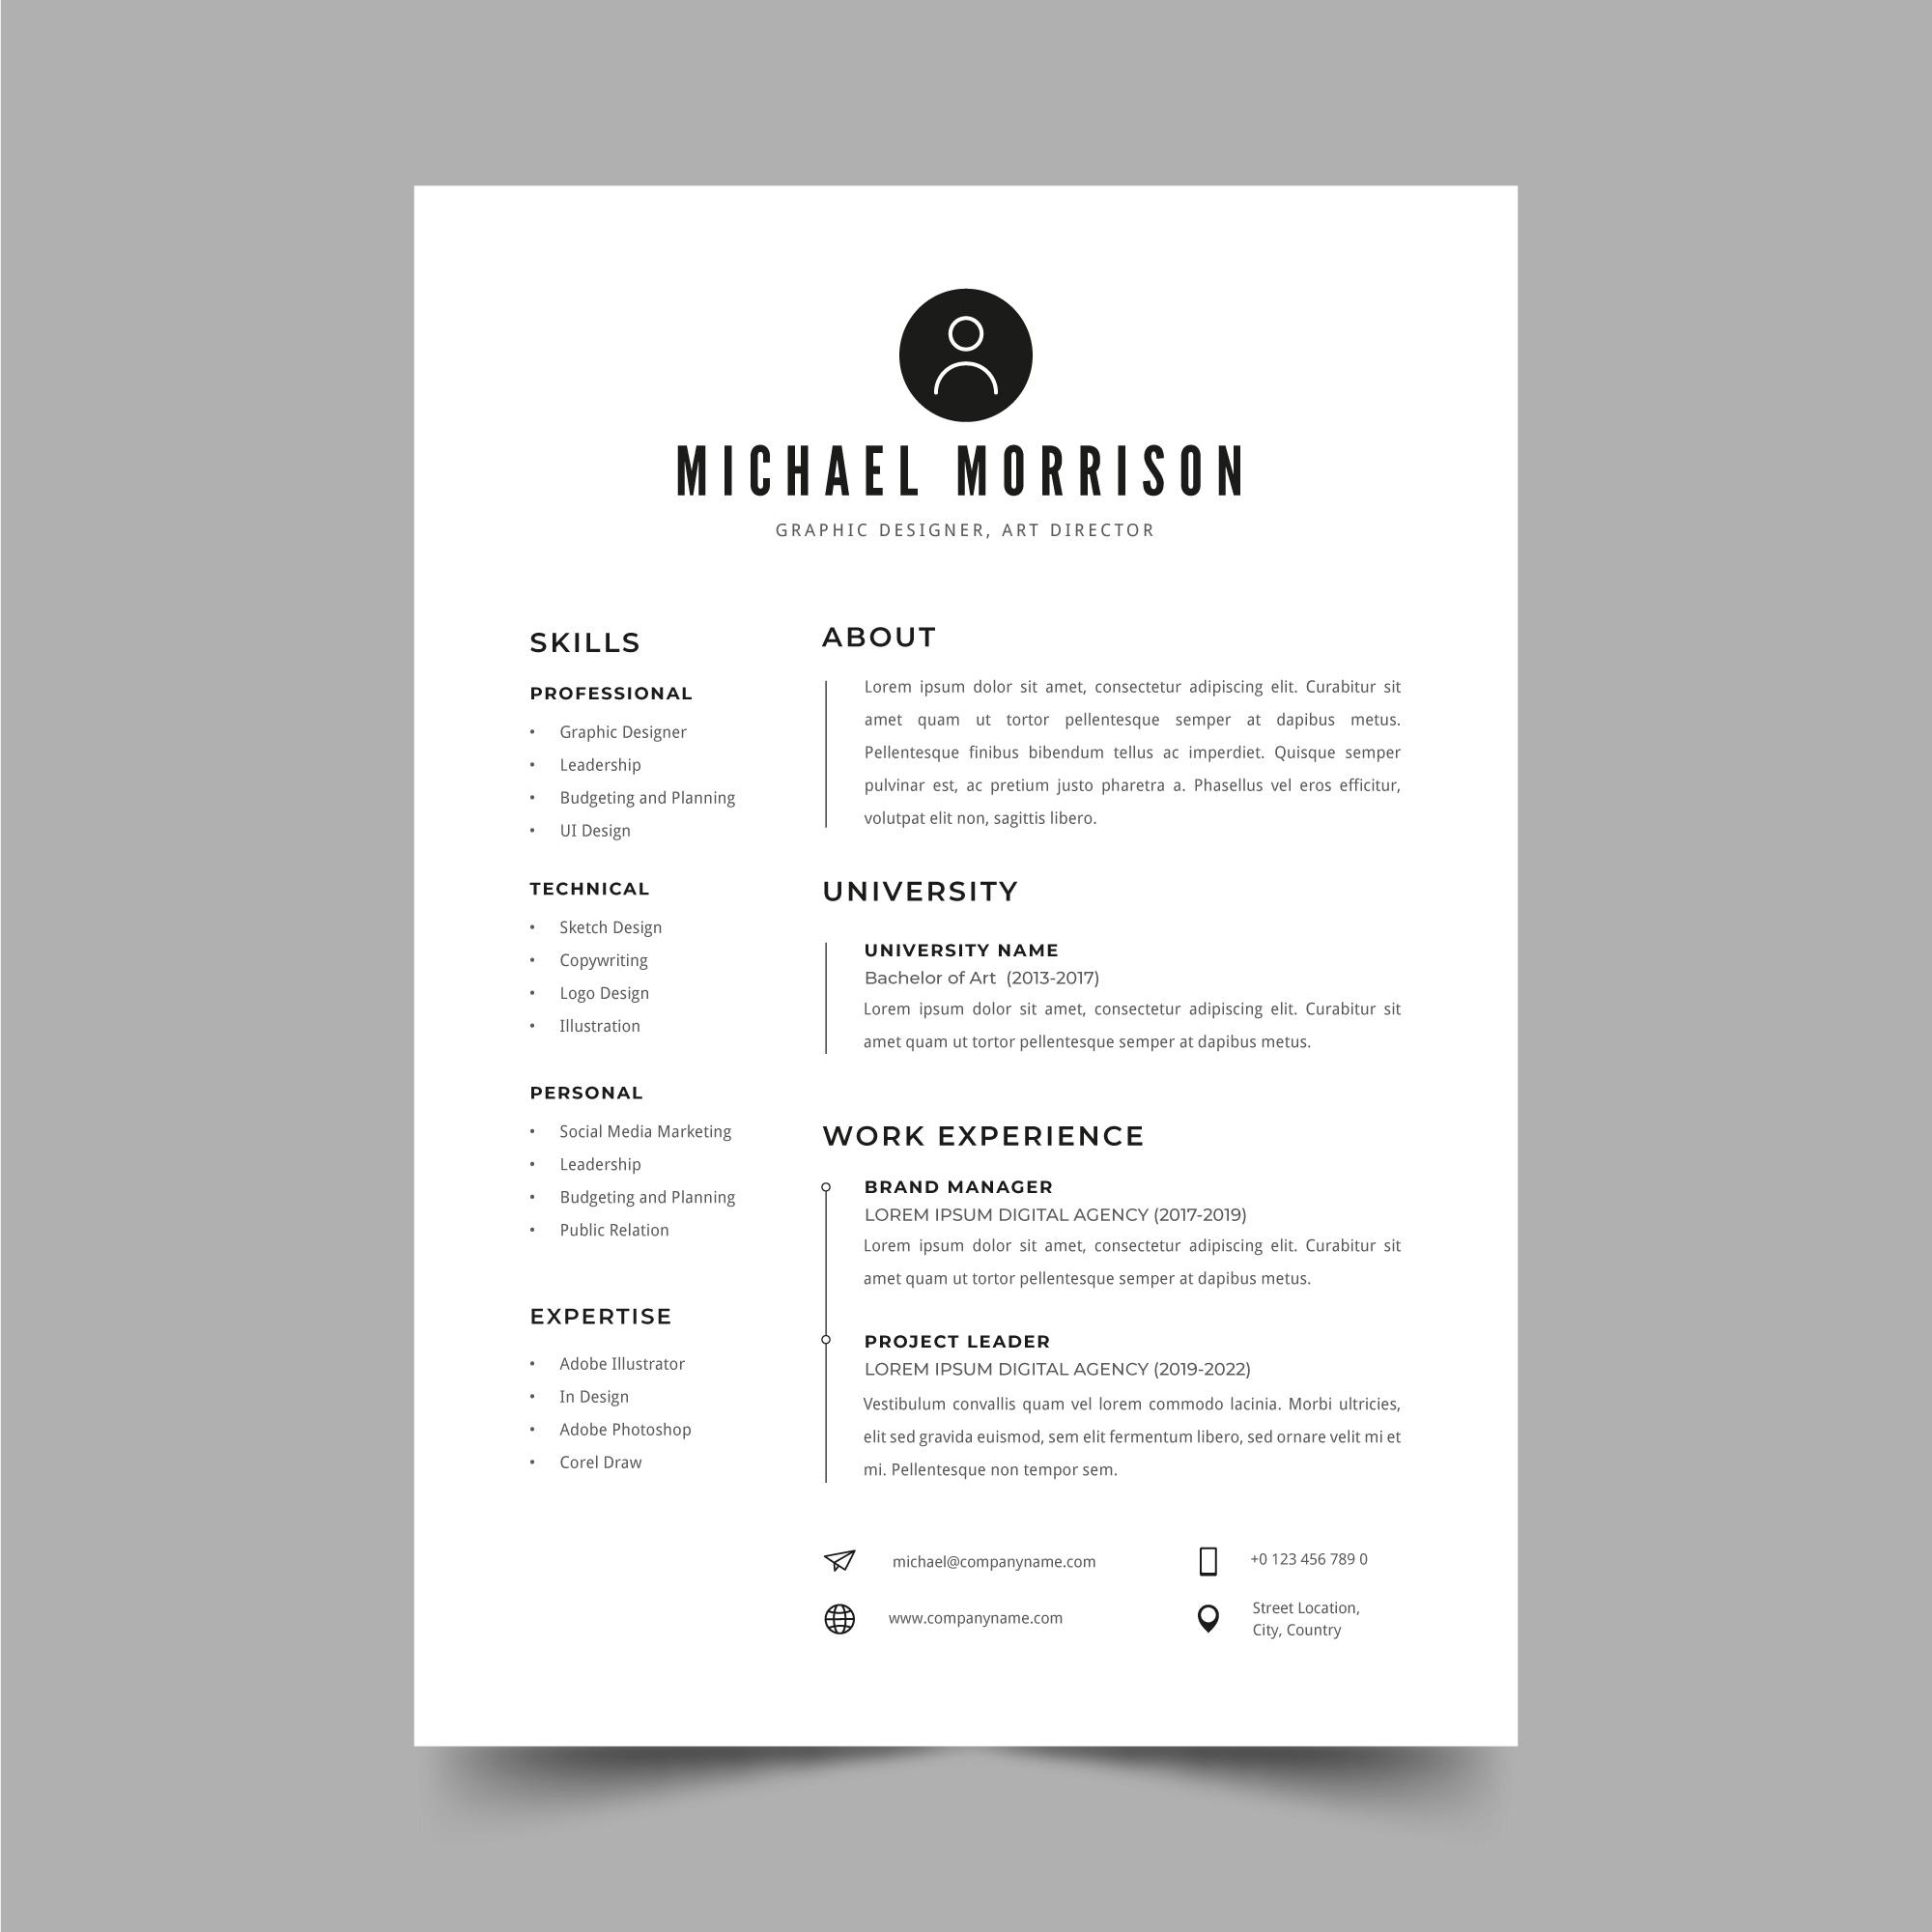 MICHAEL MORRISON
GRAPHIC DESIGNER, ART DIRECTOR
SKILLS
PROFESSIONAL
• Graphic Designer
• Leadership
• Budgeting and Planning
• UI Design
TECHNICAL
• Sketch Design
• Copywriting
• Logo Design
• Illustration
PERSONAL
• Social Media Marketing
• Leadership
• Budgeting and Planning
• Public Relation
EXPERTISE
• Adobe Illustrator
• In Design
• Adobe Photoshop
• Corel Draw
ABOUT
Lorem ipsum dolor sit amet, consectetur adipiscing elit. Curabitur sit
amet quam ut tortor pellentesque semper at dapibus metus.
Pellentesque finibus bibendum tellus ac imperdiet. Quisque semper
pulvinar est, ac pretium justo pharetra a. Phasellus vel eros efficitur,
volutpat elit non, sagittis libero.
UNIVERSITY
UNIVERSITY NAME
Bachelor of Art (2013-2017)
Lorem ipsum dolor sit amet, consectetur adipiscing elit. Curabitur sit
amet quam ut tortor pellentesque semper at dapibus metus.
WORK EXPERIENCE
BRAND MANAGER
LOREM IPSUM DIGITAL AGENCY (2017-2019)
Lorem ipsum dolor sit amet, consectetur adipiscing elit. Curabitur sit
amet quam ut tortor pellentesque semper at dapibus metus.
PROJECT LEADER
LOREM IPSUM DIGITAL AGENCY (2019-2022)
Vestibulum convallis quam vel lorem commodo lacinia. Morbi ultricies,
elit sed gravida euismod, sem elit fermentum libero, sed ornare velit mi et
mi. Pellentesque non tempor sem.
michael@companyname.com
+0 123 456 789 0
www.companyname.com
Street Location,
City, Country